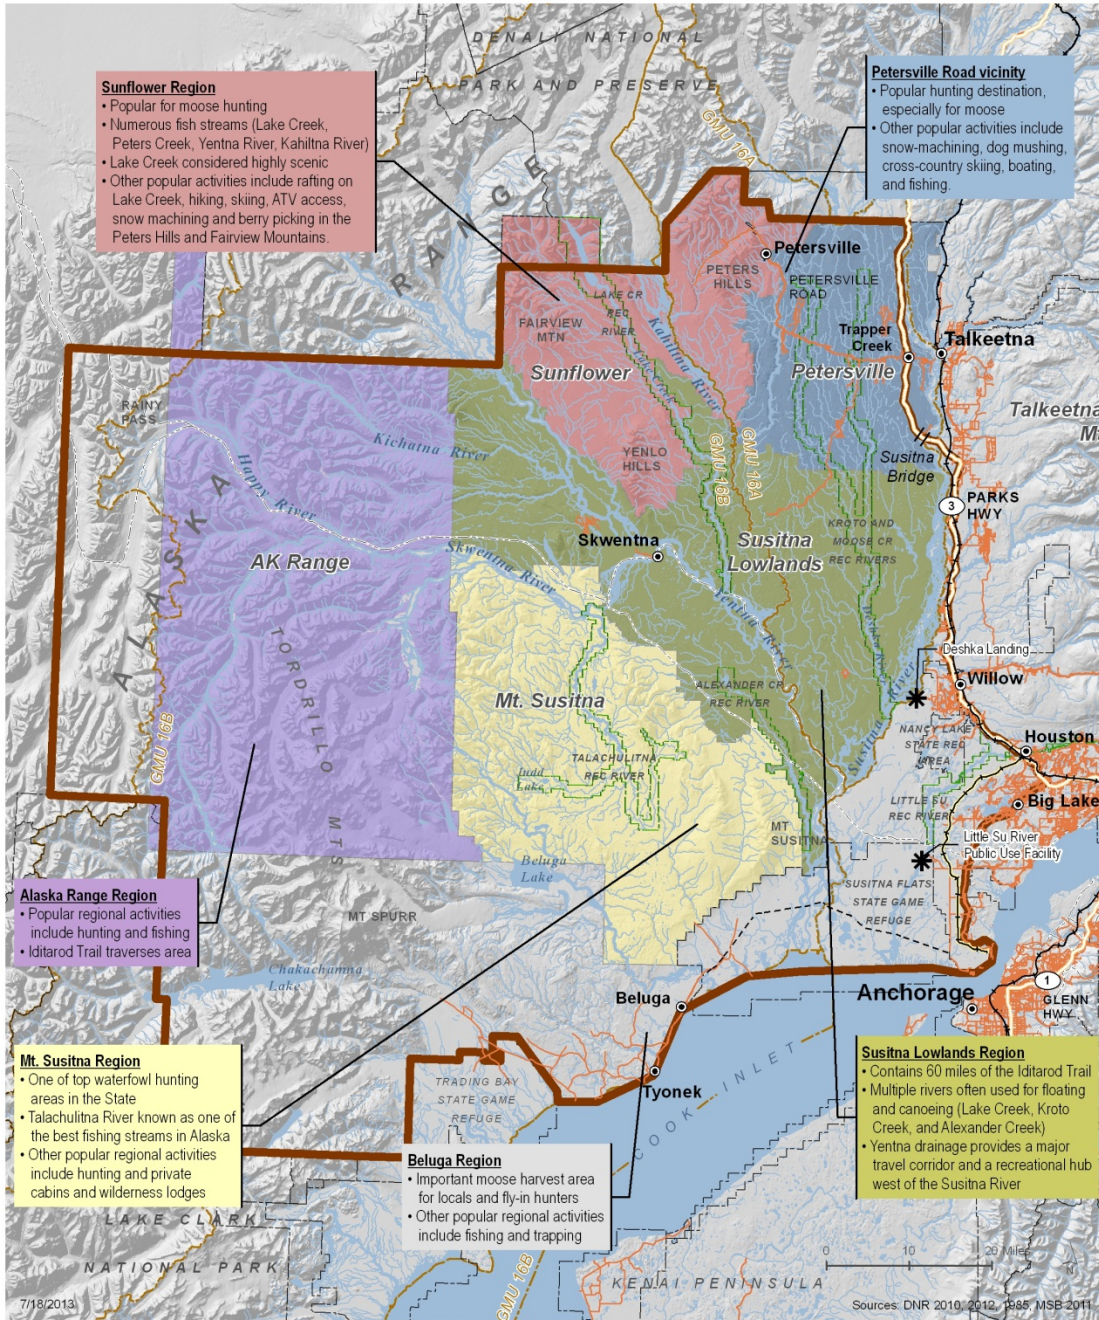 DENALI NATIONAL
PARK AND PRESERVE
Sunflower Region
• Popular for moose hunting
• Numerous fish streams (Lake Creek,
Peters Creek, Yentna River, Kahiltna River)
• Lake Creek considered highly scenic
• Other popular activities include rafting on
Lake Creek, hiking, skiing, ATV access,
snow machining and berry picking in the
Peters Hills and Fairview Mountains.
Petersville Road vicinity
• Popular hunting destination,
especially for moose
• Other popular activities include
snow-machining, dog mushing,
cross-country skiing, boating,
and fishing.
GMU 16A
ALASKA RANGE
Petersville
PETERS
HILLS
PETERSVILLE
ROAD
LAKE CR
REC
RIVER
FAIRVIEW
MTN
Kahiltna River
Lake Creek
Trapper
Creek
Talkeetna
Sunflower
Petersville
Talkeetna
Mt
RAINY
PASS
Kichatna River
Happy River
YENLO
HILLS
GMU 16B
GMU 16A
Susitna
Bridge
3
PARKS
HWY
KROTO AND
MOOSE CR
REC RIVERS
Skwentna
Susitna
Lowlands
AK Range
Skwentna River
Yentna River
Deshka River
Deshka Landing
TORDRILLO MTS
Willow
Mt. Susitna
ALEXANDER CR
REC RIVER
Susitna River
GMU 16B
NANCY LAKE
STATE REC
AREA
Houston
TALACHULITNA
REC RIVER
Judd
Lake
Big Lake
LITTLE SU
REC RIVER
MT
SUSITNA
Little Su River
Public Use Facility
Beluga
Lake
SUSITNA FLATS
STATE GAME
REFUGE
Alaska Range Region
• Popular regional activities
include hunting and fishing
• Iditarod Trail traverses area
MT SPURR
Chakachamna
Lake
Beluga
Anchorage
1
GLENN
HWY
Mt. Susitna Region
• One of top waterfowl hunting
areas in the State
• Talachulitna River known as one of
the best fishing streams in Alaska
• Other popular regional activities
include hunting and private
cabins and wilderness lodges
TRADING BAY
STATE GAME
REFUGE
Tyonek
COOK INLET
Susitna Lowlands Region
• Contains 60 miles of the Iditarod Trail
• Multiple rivers often used for floating
and canoeing (Lake Creek, Kroto
Creek, and Alexander Creek)
• Yentna drainage provides a major
travel corridor and a recreational hub
west of the Susitna River
Beluga Region
• Important moose harvest area
for locals and fly-in hunters
• Other popular regional activities
include fishing and trapping
LAKE CLARK
NATIONAL PARK
GMU 16B
KENAI PENINSULA
0 10 20 Miles
N
7/18/2013
Sources: DNR 2010, 2012, 1985, MSB 2011